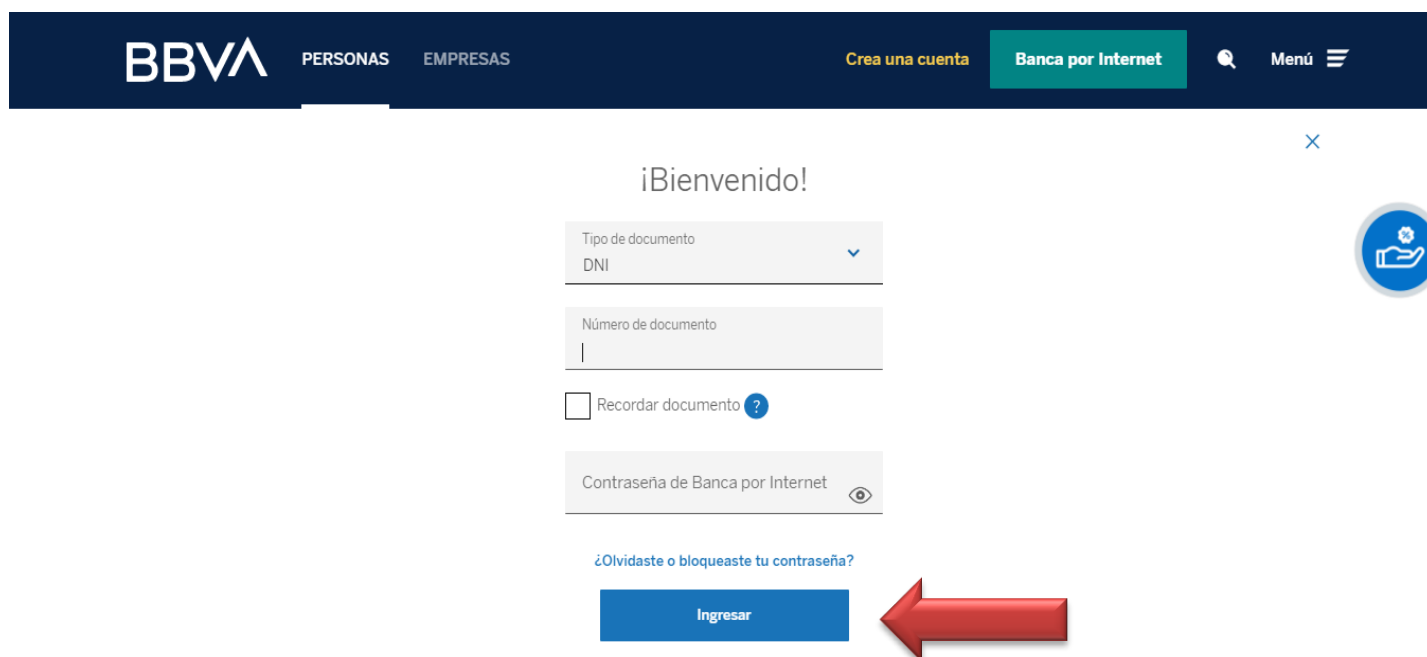 BBVA PERSONAS EMPRESAS Crea una cuenta Banca por Internet Menú
¡Bienvenido!
Tipo de documento
DNI
Número de documento
Recordar documento ?
Contraseña de Banca por Internet
¿Olvidaste o bloqueaste tu contraseña?
Ingresar